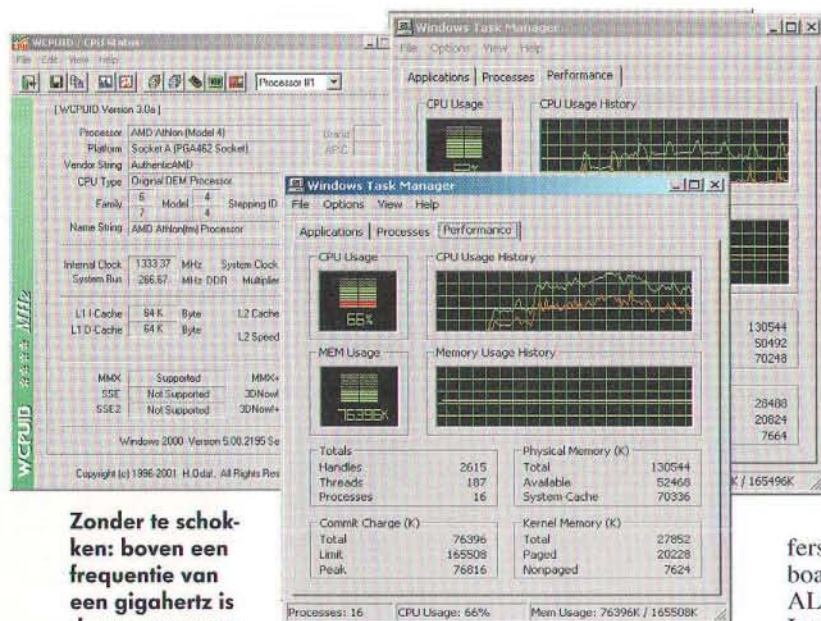 WCPUID / CPU Status
File Edit View Help
Processor #1
[WCPUID Version 3.0a]
Processor AMD Athlon (Model 4)
Platform Socket A (PGA462 Socket)
Vendor String AuthenticAMD
CPU Type Original OEM Processor
Family 6 Model 4 Stepping ID
7 4
Name String AMD Athlon(tm) Processor
Internal Clock 1333.37 MHz System Clock
System Bus 266.67 MHz DDR Multiplier
L1 I-Cache 64 K Byte L2 Cache
L1 D-Cache 64 K Byte L2 Speed
MMX Supported MMX+
SSE Not Supported 3DNow!
SSE2 Not Supported 3DNow!+
Windows 2000 Version 5.00.2195 Se
Copyright (c) 1996-2001 H.Oda!. All Rights Res
WCPUID #### MHz
Windows Task Manager
File Options View Help
Applications Processes Performance
CPU Usage CPU Usage History
130544
50492
70248
28488
20824
7664
K / 165496K
Windows Task Manager
File Options View Help
Applications Processes Performance
CPU Usage CPU Usage History
66%
MEM Usage Memory Usage History
76396K
Totals
Handles 2615
Threads 187
Processes 16
Physical Memory (K)
Total 130544
Available 52468
System Cache 70336
Commit Charge (K)
Total 76396
Limit 165508
Peak 76816
Kernel Memory (K)
Total 27852
Paged 20228
Nonpaged 7624
Processes: 16 CPU Usage: 66% Mem Usage: 76396K / 165508K
Zonder te schok-
ken: boven een
frequentie van
een gigahertz is
fers
boa
AL